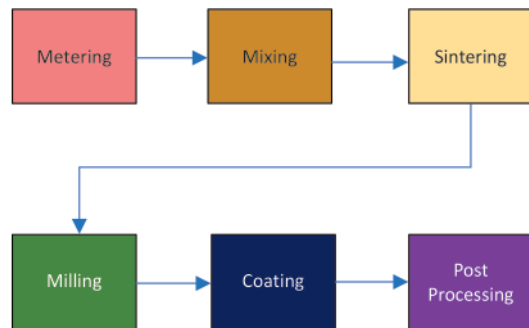 Metering
Mixing
Sintering
Milling
Coating
Post
Processing